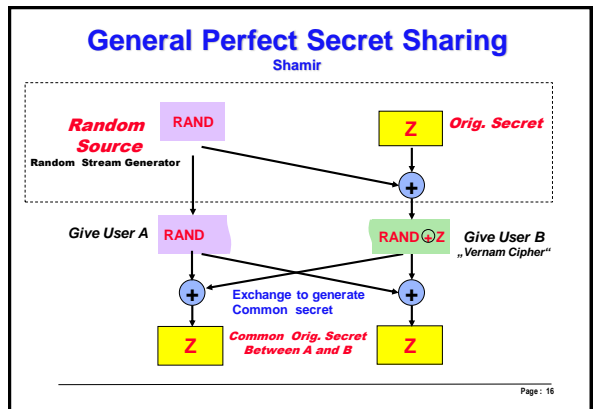 General Perfect Secret Sharing
Shamir
Random
Source
Random Stream Generator
RAND
Z
Orig. Secret
+
Give User A
RAND
RAND⊕Z
Give User B
„Vernam Cipher“
+
Exchange to generate
Common secret
+
Z
Common Orig. Secret
Between A and B
Z
Page : 16